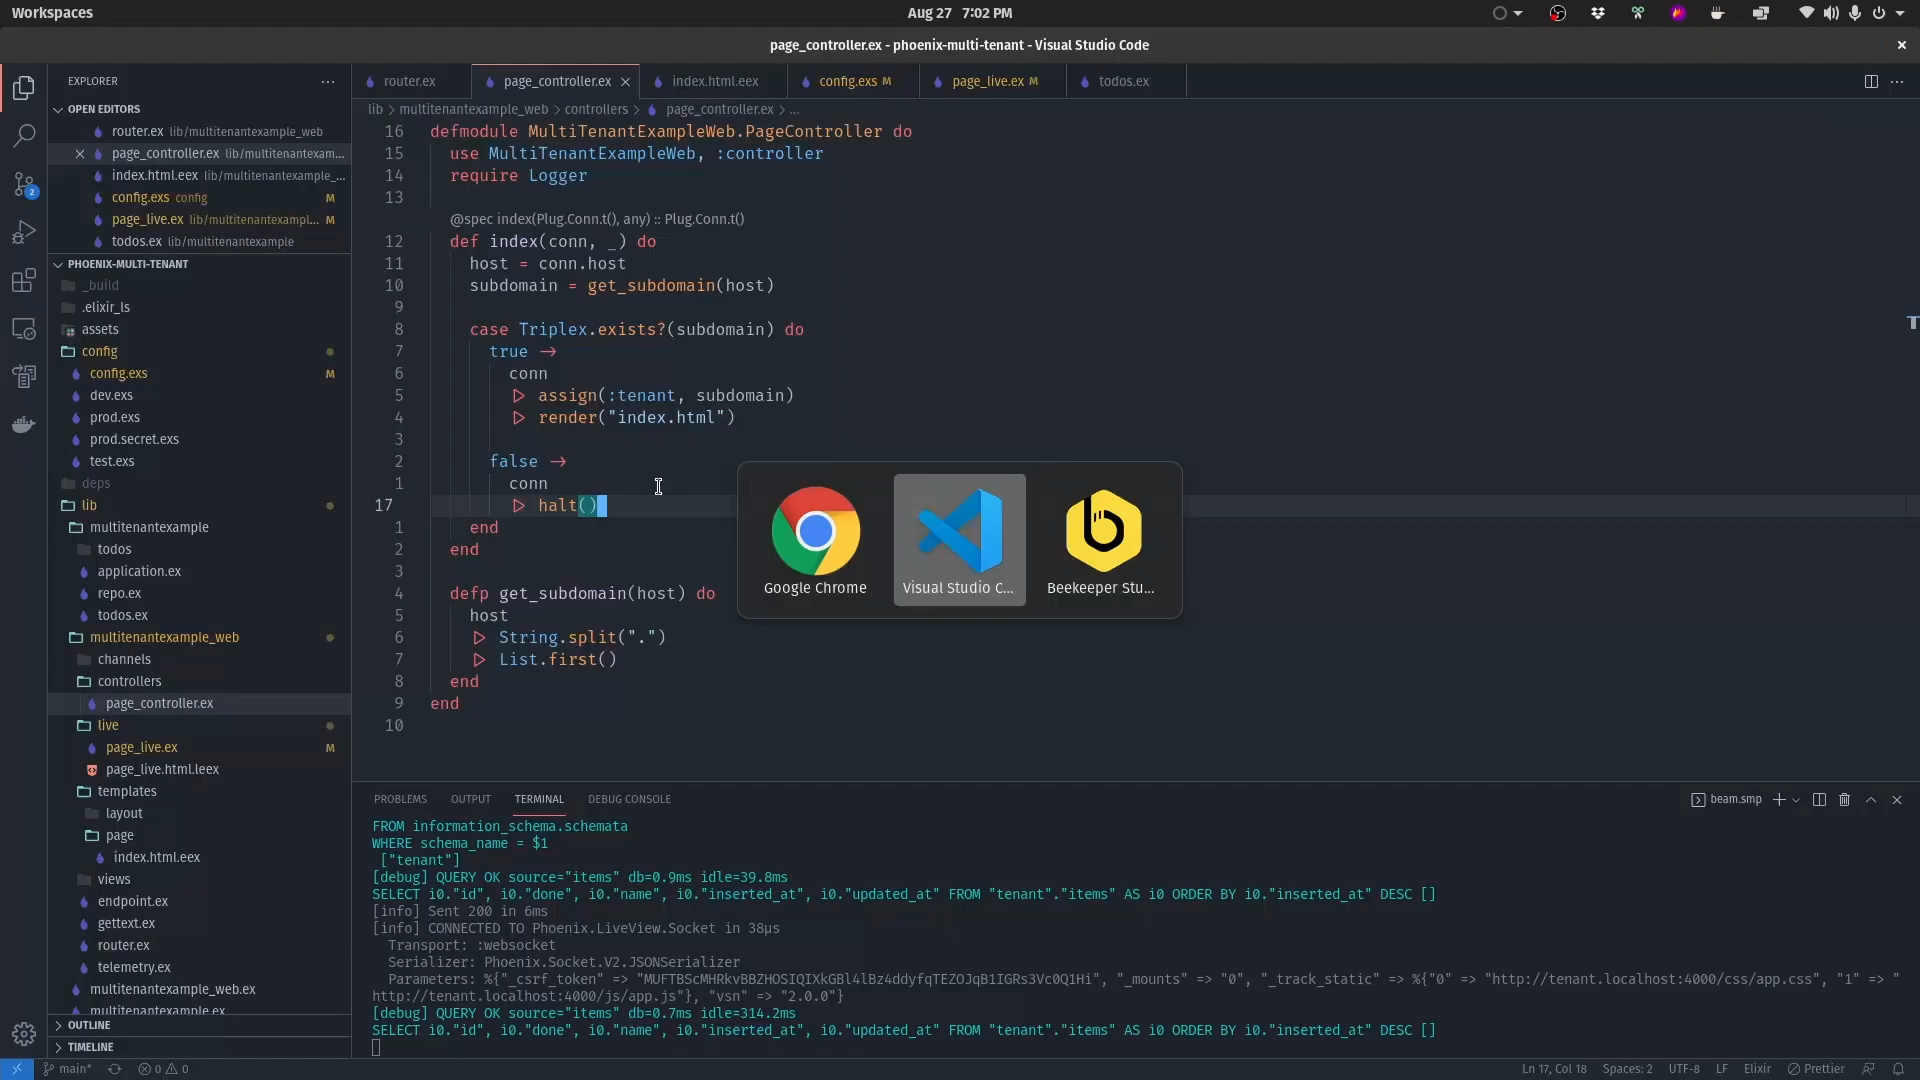 Workspaces
Aug 27 7:02 PM
page_controller.ex - phoenix-multi-tenant - Visual Studio Code
EXPLORER
OPEN EDITORS
router.ex lib/multitenantexample_web
page_controller.ex lib/multitenantexam...
index.html.eex lib/multitenantexample_...
config.exs config M
page_live.ex lib/multitenantexampl... M
todos.ex lib/multitenantexample
PHOENIX-MULTI-TENANT
_build
.elixir_ls
assets
config
config.exs M
dev.exs
prod.exs
prod.secret.exs
test.exs
deps
lib
multitenantexample
todos
application.ex
repo.ex
todos.ex
multitenantexample_web
channels
controllers
page_controller.ex
live
page_live.ex M
page_live.html.leex
templates
layout
page
index.html.eex
views
endpoint.ex
gettext.ex
router.ex
telemetry.ex
multitenantexample_web.ex
multitenantexample.ex
OUTLINE
TIMELINE
router.ex
page_controller.ex
index.html.eex
config.exs M
page_live.ex M
todos.ex
lib > multitenantexample_web > controllers > page_controller.ex > ...
16 defmodule MultiTenantExampleWeb.PageController do
15 use MultiTenantExampleWeb, :controller
14 require Logger
13
@spec index(Plug.Conn.t(), any) :: Plug.Conn.t()
12 def index(conn, _) do
11 host = conn.host
10 subdomain = get_subdomain(host)
9
8 case Triplex.exists?(subdomain) do
7 true ->
6 conn
5 |> assign(:tenant, subdomain)
4 |> render("index.html")
3
2 false ->
1 conn
17 |> halt()
1 end
2 end
3
4 defp get_subdomain(host) do
5 host
6 |> String.split(".")
7 |> List.first()
8 end
9 end
10
Google Chrome
Visual Studio C...
Beekeeper Stu...
PROBLEMS OUTPUT TERMINAL DEBUG CONSOLE
beam.smp
FROM information_schema.schemata
WHERE schema_name = $1
["tenant"]
[debug] QUERY OK source="items" db=0.9ms idle=39.8ms
SELECT i0."id", i0."done", i0."name", i0."inserted_at", i0."updated_at" FROM "tenant"."items" AS i0 ORDER BY i0."inserted_at" DESC []
[info] Sent 200 in 6ms
[info] CONNECTED TO Phoenix.LiveView.Socket in 38µs
Transport: :websocket
Serializer: Phoenix.Socket.V2.JSONSerializer
Parameters: %{"_csrf_token" => "MUFTBScMHRkvBBZHOSIQIXkGBl4lBz4ddyfqTEZOJqB1IGRs3Vc0Q1Hi", "_mounts" => "0", "_track_static" => %{"0" => "http://tenant.localhost:4000/css/app.css", "1" => "
http://tenant.localhost:4000/js/app.js"}, "vsn" => "2.0.0"}
[debug] QUERY OK source="items" db=0.7ms idle=314.2ms
SELECT i0."id", i0."done", i0."name", i0."inserted_at", i0."updated_at" FROM "tenant"."items" AS i0 ORDER BY i0."inserted_at" DESC []
2
main* 0 0
Ln 17, Col 18 Spaces: 2 UTF-8 LF Elixir Prettier